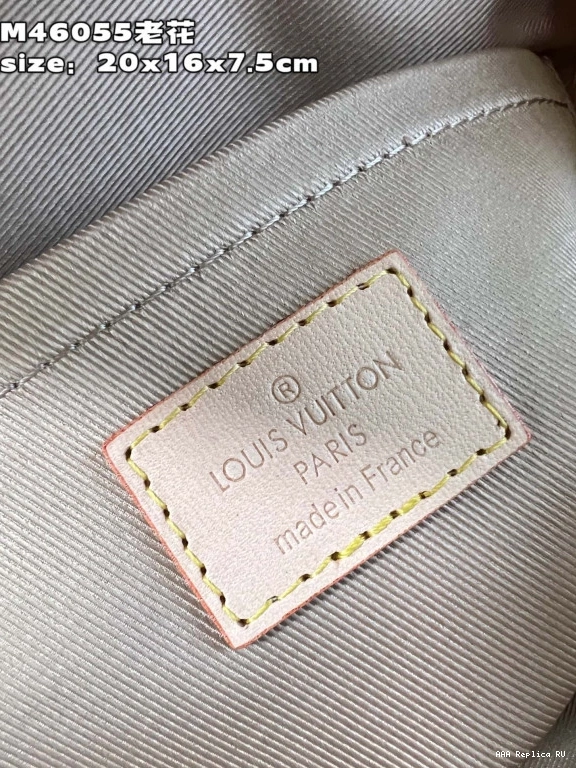 M46055老花
size: 20x16x7.5cm
®
LOUIS VUITTON
PARIS
made in France
AAA Replica RU